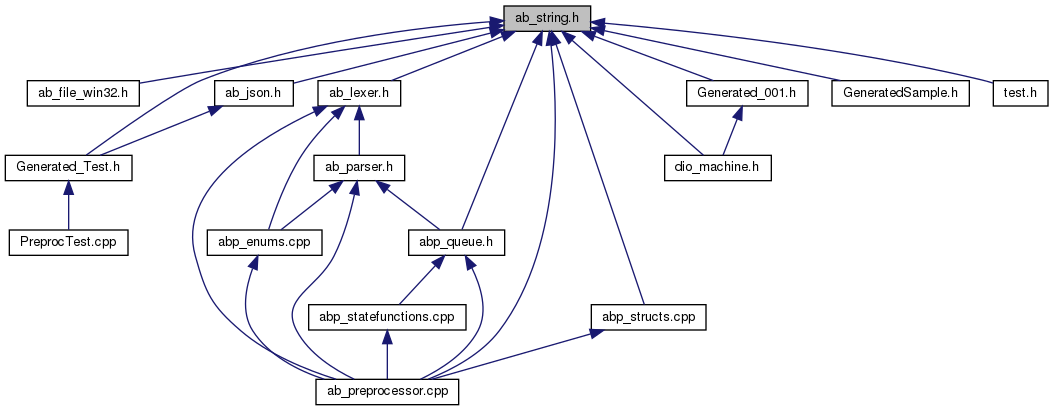 ab_string.h
ab_file_win32.h
ab_json.h
ab_lexer.h
Generated_001.h
GeneratedSample.h
test.h
Generated_Test.h
ab_parser.h
dio_machine.h
PreprocTest.cpp
abp_enums.cpp
abp_queue.h
abp_statefunctions.cpp
abp_structs.cpp
ab_preprocessor.cpp